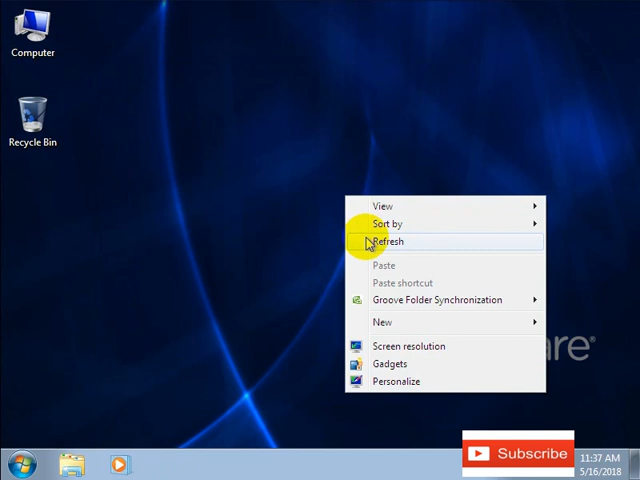 Computer
Recycle Bin
View
Sort by
Refresh
Paste
Paste shortcut
Groove Folder Synchronization
New
Screen resolution
Gadgets
Personalize
Subscribe
11:37 AM
5/16/2018